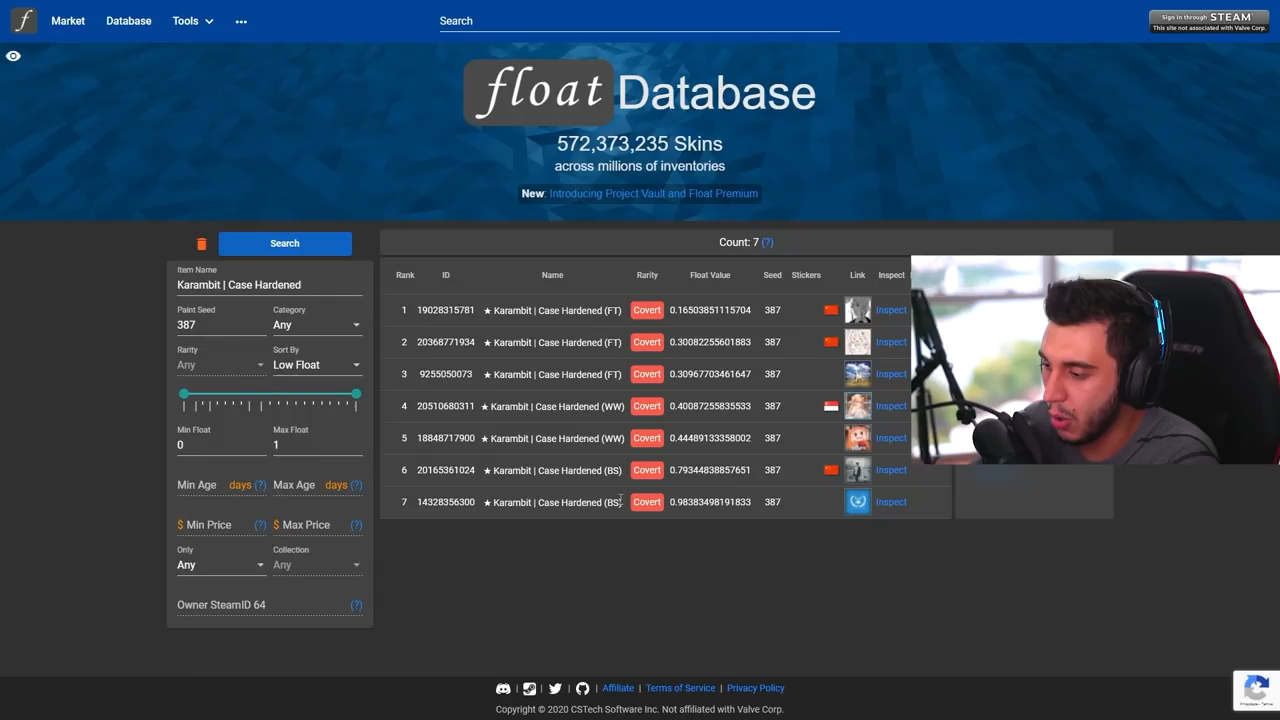 f Market Database Tools ••• Search Sign in through STEAM
This site not associated with Valve Corp.
float Database
572,373,235 Skins
across millions of inventories
New: Introducing Project Vault and Float Premium
Search
Count: 7 (?)
Item Name
Karambit | Case Hardened
Paint Seed Category
387 Any
Rarity Sort By
Any Low Float
Min Float Max Float
0 1
Min Age days (?) Max Age days (?)
$ Min Price (?) $ Max Price (?)
Only Collection
Any Any
Owner SteamID 64 (?)
Rank ID Name Rarity Float Value Seed Stickers Link Inspect
1 19028315781 ★ Karambit | Case Hardened (FT) Covert 0.16503851115704 387 Inspect
2 20368771934 ★ Karambit | Case Hardened (FT) Covert 0.30082255601883 387 Inspect
3 9255050073 ★ Karambit | Case Hardened (FT) Covert 0.30967703461647 387 Inspect
4 20510680311 ★ Karambit | Case Hardened (WW) Covert 0.40087255835533 387 Inspect
5 18848717900 ★ Karambit | Case Hardened (WW) Covert 0.44489133358002 387 Inspect
6 20165361024 ★ Karambit | Case Hardened (BS) Covert 0.79344838857651 387 Inspect
7 14328356300 ★ Karambit | Case Hardened (BS) Covert 0.98383498191833 387 Inspect
| | | | Affiliate | Terms of Service | Privacy Policy
Copyright © 2020 CSTech Software Inc. Not affiliated with Valve Corp.